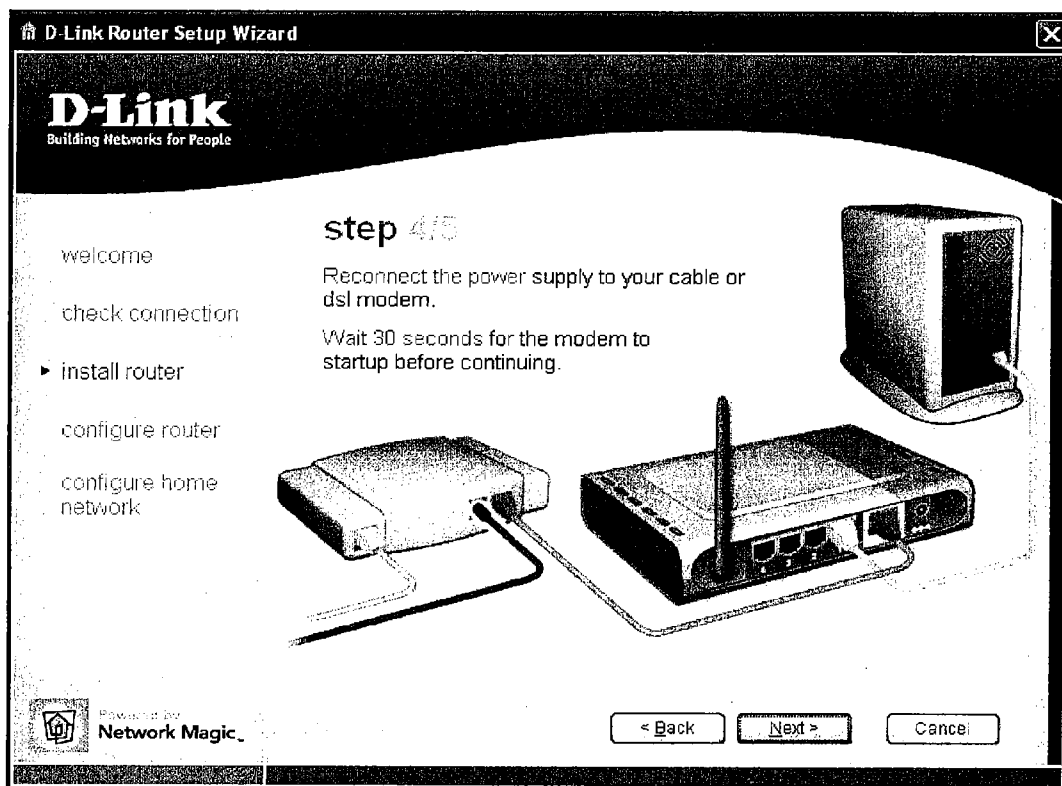 D-Link Router Setup Wizard
D-Link
Building Networks for People
welcome
check connection
install router
configure router
configure home
network
step 4/5
Reconnect the power supply to your cable or
dsl modem.
Wait 30 seconds for the modem to
startup before continuing.
Powered by
Network Magic
< Back
Next >
Cancel